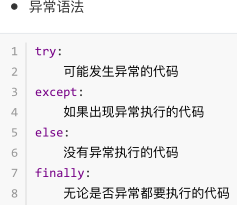 ● 异常语法
1 try:
2     可能发生异常的代码
3 except:
4     如果出现异常执行的代码
5 else:
6     没有异常执行的代码
7 finally:
8     无论是否异常都要执行的代码